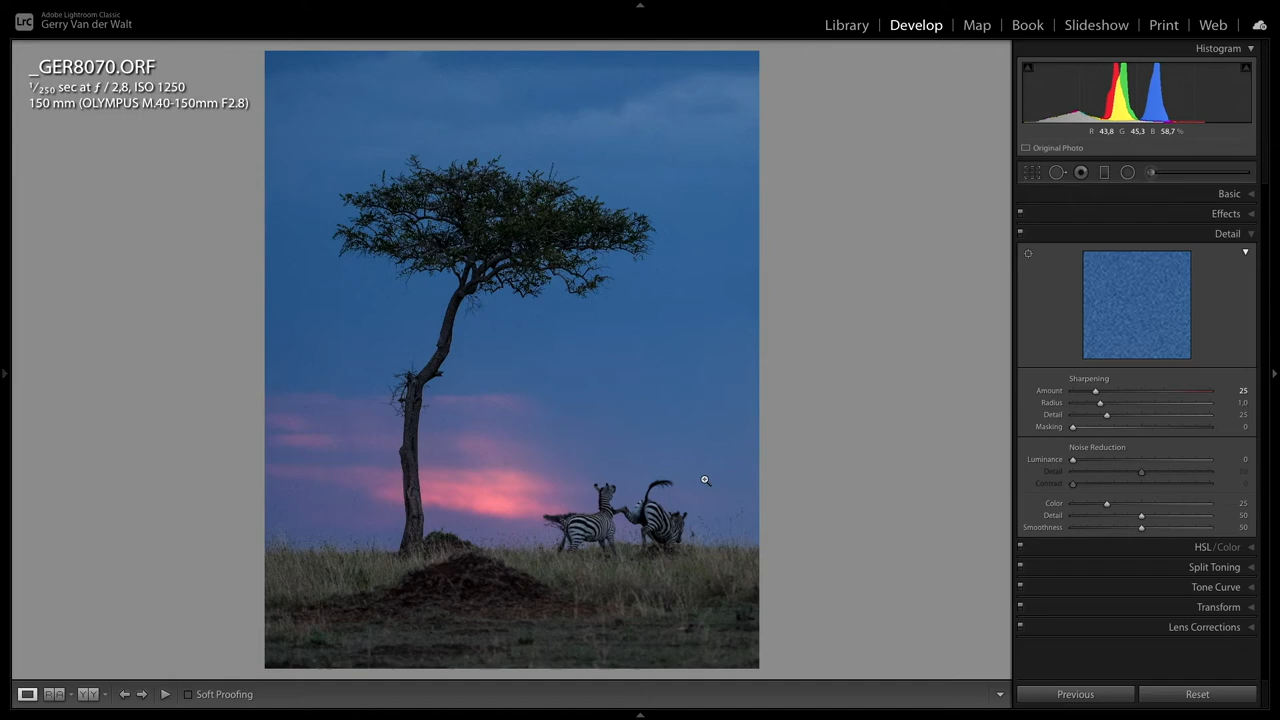 Lrc
Adobe Lightroom Classic
Gerry Van der Walt
Library | Develop | Map | Book | Slideshow | Print | Web
_GER8070.ORF
1/250 sec at ƒ / 2,8, ISO 1250
150 mm (OLYMPUS M.40-150mm F2.8)
Histogram
R 43,8 G 45,3 B 58,7 %
Original Photo
Basic
Effects
Detail
Sharpening
Amount 25
Radius 1,0
Detail 25
Masking 0
Noise Reduction
Luminance 0
Detail
Contrast
Color 25
Detail 50
Smoothness 50
HSL / Color
Split Toning
Tone Curve
Transform
Lens Corrections
Soft Proofing
Previous Reset